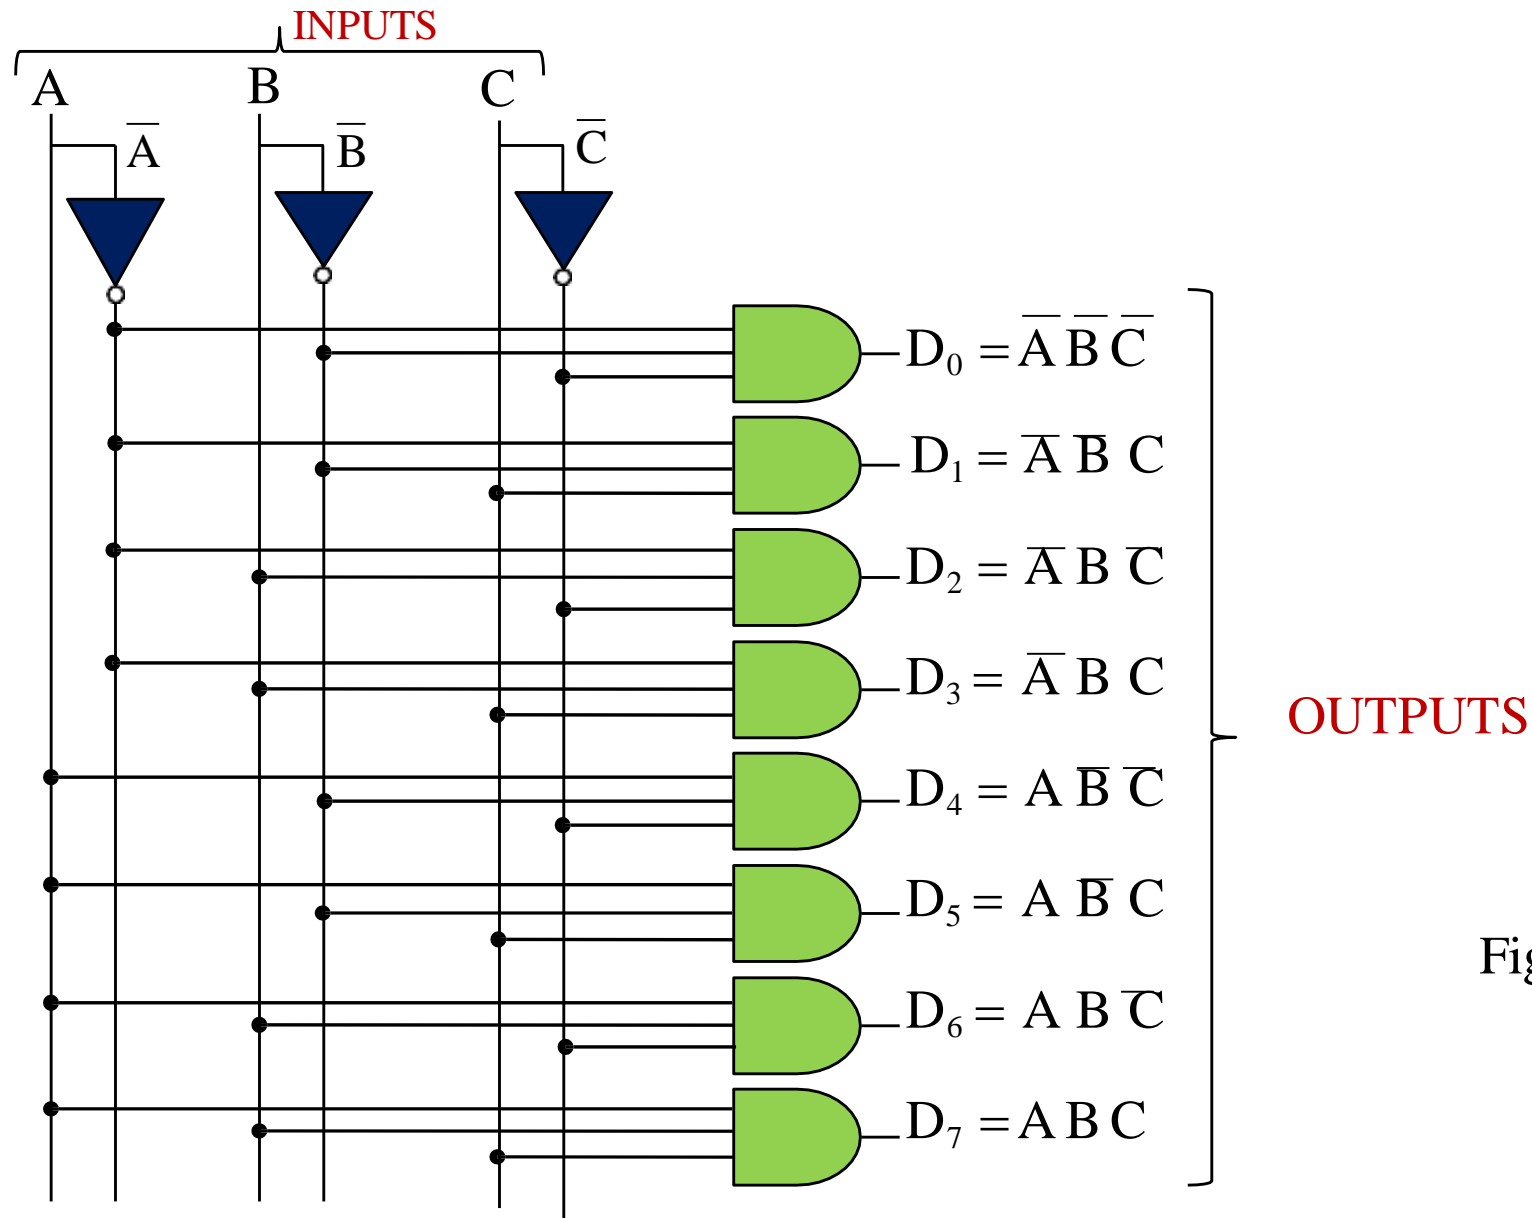 INPUTS
A B C
A̅ B̅ C̅
D₀ = A̅ B̅ C̅
D₁ = A̅ B̅ C
D₂ = A̅ B C̅
D₃ = A̅ B C
OUTPUTS
D₄ = A B̅ C̅
D₅ = A B̅ C
D₆ = A B C̅
D₇ = A B C